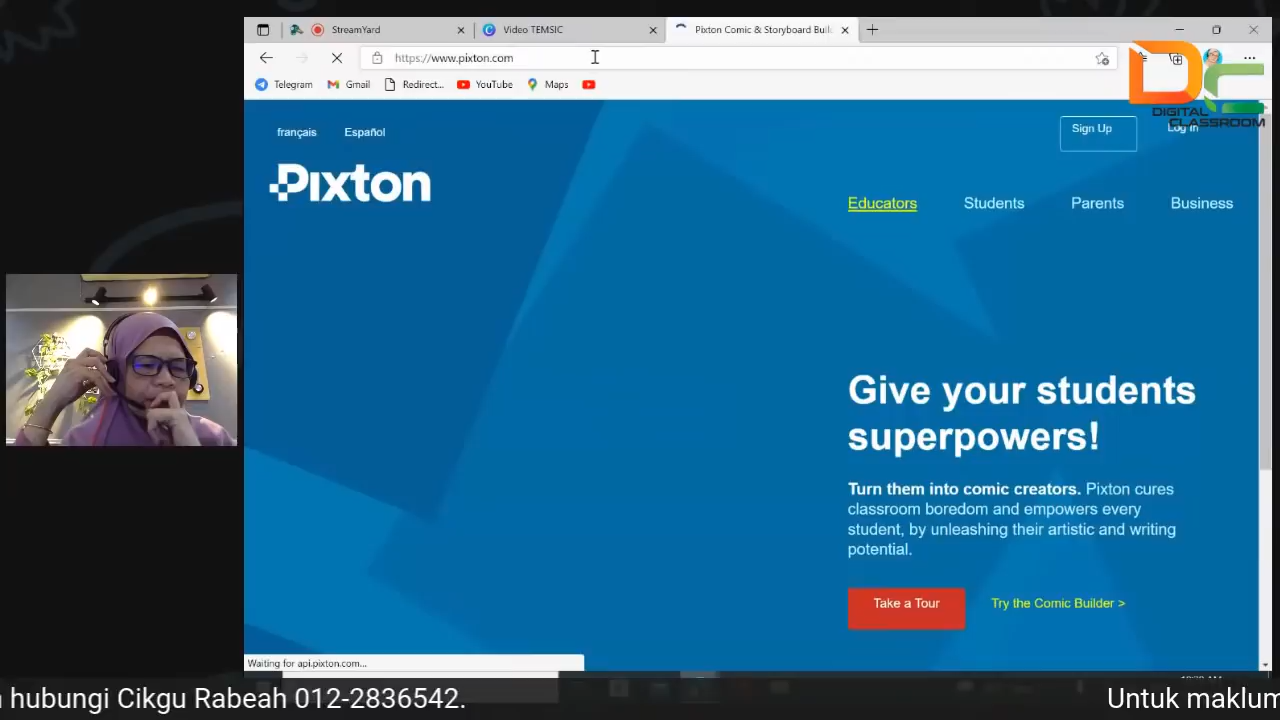 StreamYard
Video TEMSIC
Pixton Comic & Storyboard Buil
https://www.pixton.com
Telegram
Gmail
Redirect...
YouTube
Maps
DC
DIGITAL
CLASSROOM
français
Español
Sign Up
Log In
Pixton
Educators
Students
Parents
Business
Give your students
superpowers!
Turn them into comic creators. Pixton cures
classroom boredom and empowers every
student, by unleashing their artistic and writing
potential.
Take a Tour
Try the Comic Builder >
Waiting for api.pixton.com...
hubungi Cikgu Rabeah 012-2836542.
Untuk maklum